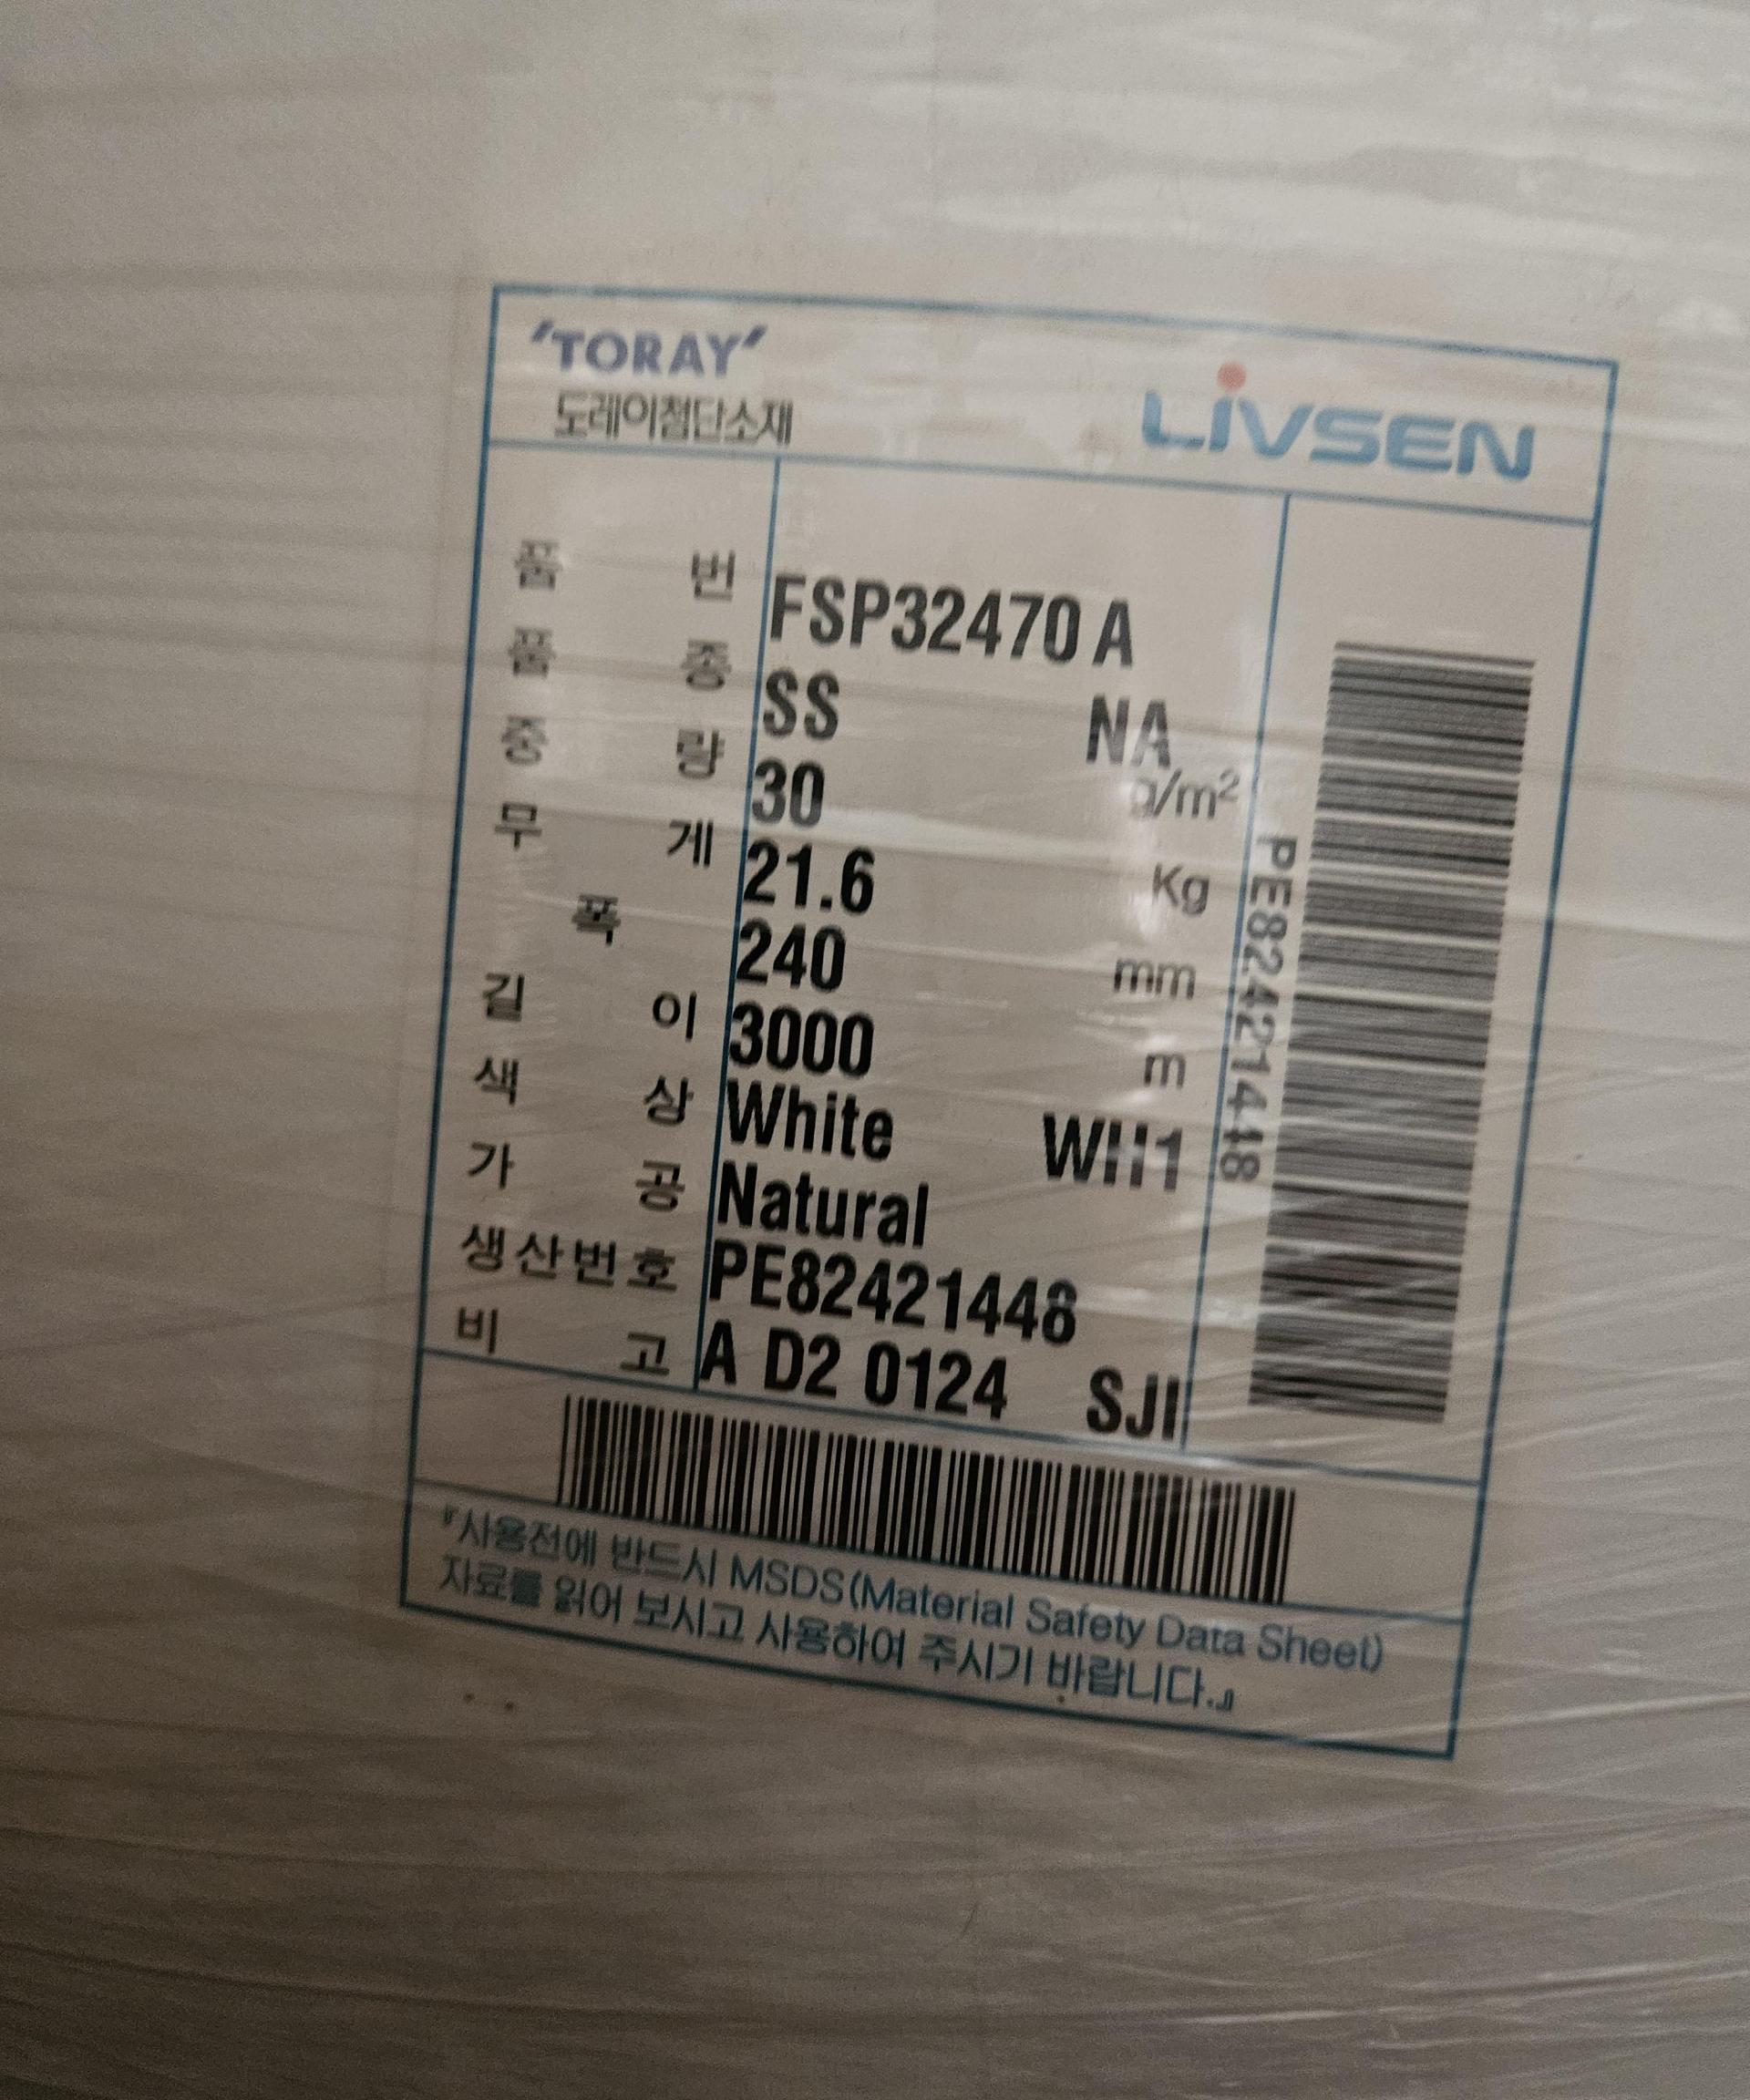 'TORAY'
도레이첨단소재
LIVSEN
품 번 FSP32470 A
품 종 SS NA
중 량 30 g/m²
무 게 21.6 Kg
폭 240 mm
길 이 3000 m
색 상 White WH1
가 공 Natural
생산번호 PE82421448
비 고 A D2 0124 SJI
PE82421448
『사용전에 반드시 MSDS(Material Safety Data Sheet)
자료를 읽어 보시고 사용하여 주시기 바랍니다.』